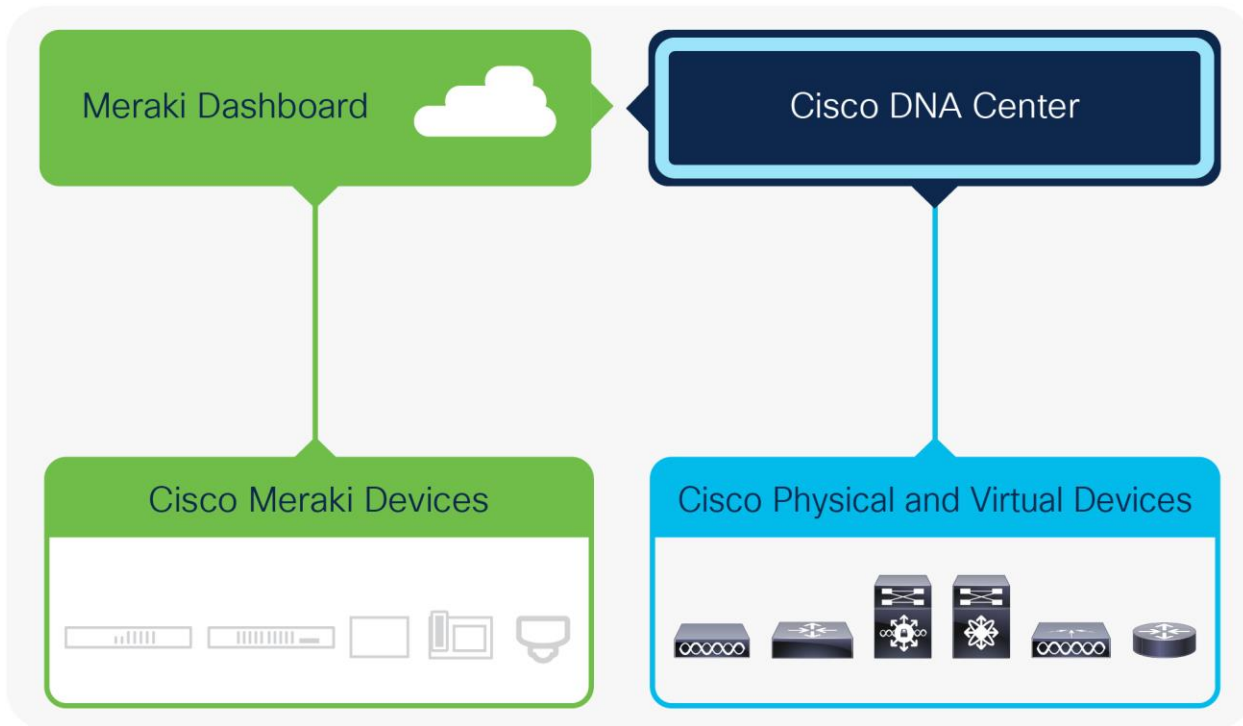 Meraki Dashboard
Cisco DNA Center
Cisco Meraki Devices
Cisco Physical and Virtual Devices